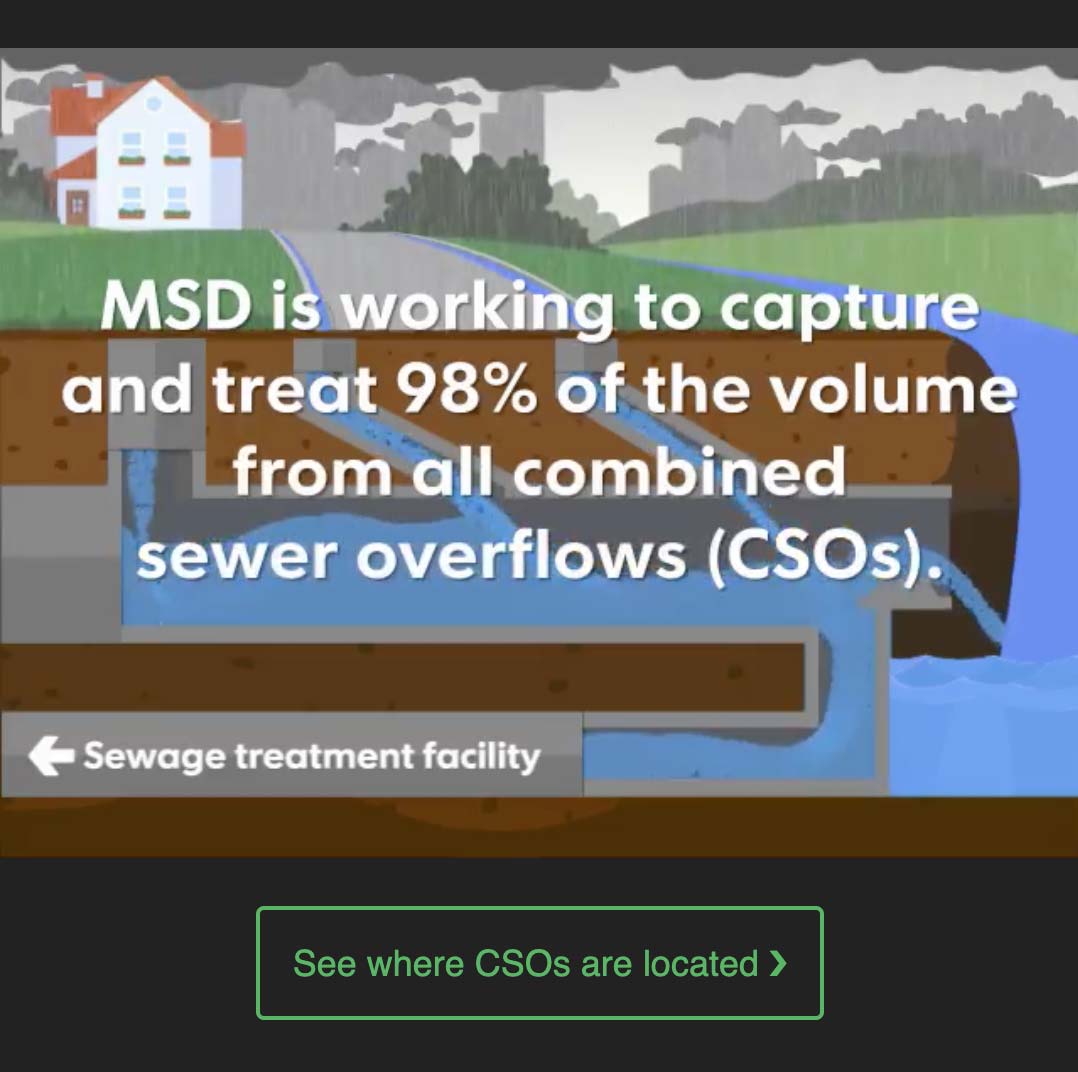 MSD is working to capture
and treat 98% of the volume
from all combined
sewer overflows (CSOs).
← Sewage treatment facility
See where CSOs are located ❯